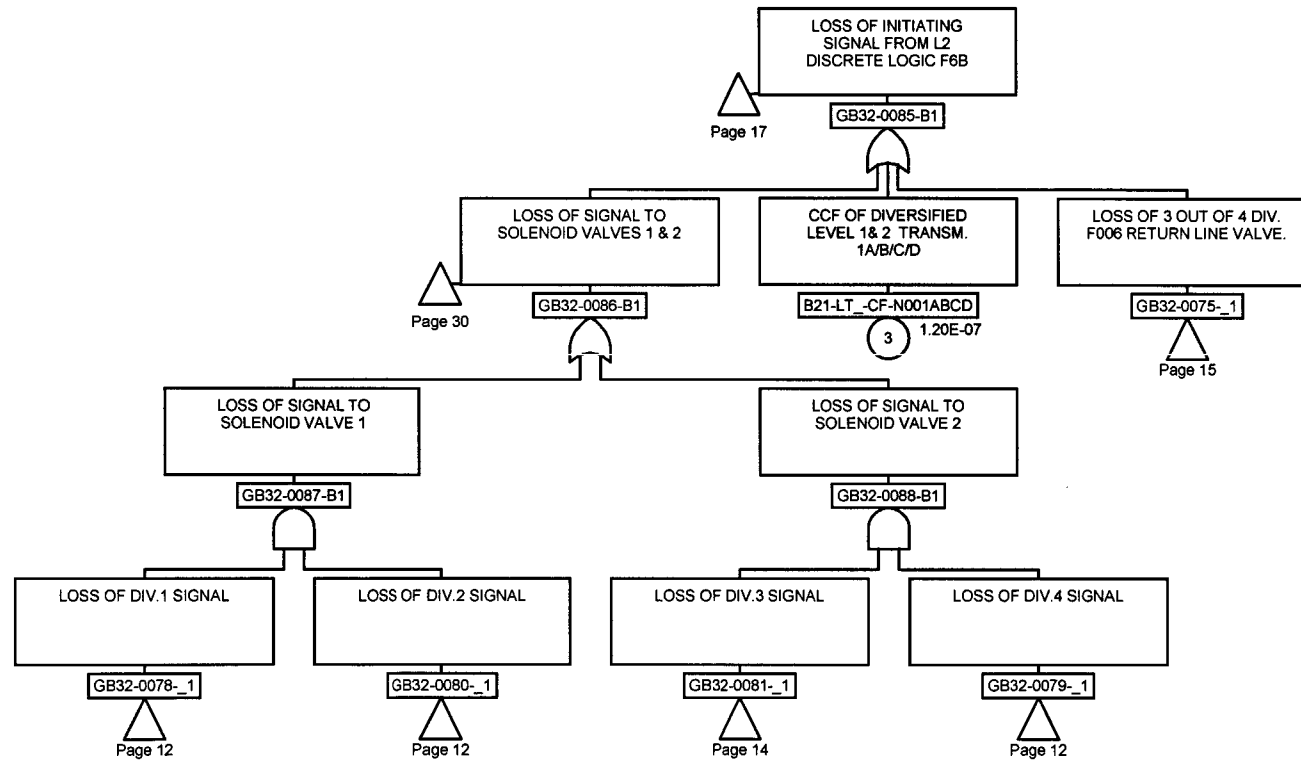 LOSS OF INITIATING
SIGNAL FROM L2
DISCRETE LOGIC F6B
Page 17
GB32-0085-B1
LOSS OF SIGNAL TO
SOLENOID VALVES 1 & 2
CCF OF DIVERSIFIED
LEVEL 1& 2 TRANSM.
1A/B/C/D
LOSS OF 3 OUT OF 4 DIV.
F006 RETURN LINE VALVE.
Page 30
GB32-0086-B1
B21-LT_-CF-N001ABCD
3
1.20E-07
GB32-0075-_1
Page 15
LOSS OF SIGNAL TO
SOLENOID VALVE 1
LOSS OF SIGNAL TO
SOLENOID VALVE 2
GB32-0087-B1
GB32-0088-B1
LOSS OF DIV.1 SIGNAL
LOSS OF DIV.2 SIGNAL
LOSS OF DIV.3 SIGNAL
LOSS OF DIV.4 SIGNAL
GB32-0078-_1
GB32-0080-_1
GB32-0081-_1
GB32-0079-_1
Page 12
Page 12
Page 14
Page 12